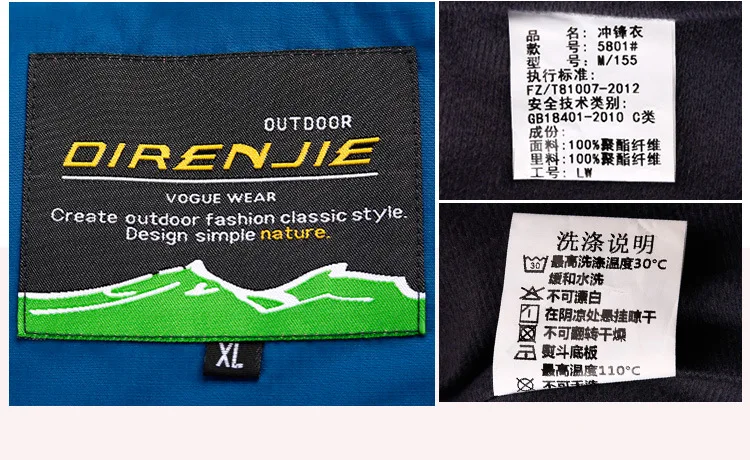 OUTDOOR
DIRENJIE
VOGUE WEAR
Create outdoor fashion classic style.
Design simple nature.
XL
品 名: 冲锋衣
款 号: 5801#
型 号: M/155
执行标准:
FZ/T81007-2012
安全技术类别:
GB18401-2010 C类
成份:
面料: 100%聚酯纤维
里料: 100%聚酯纤维
工号: LW
洗涤说明
30 最高洗涤温度30°C
缓和水洗
不可漂白
在阴凉处悬挂晾干
不可翻转干燥
熨斗底板
最高温度110°C